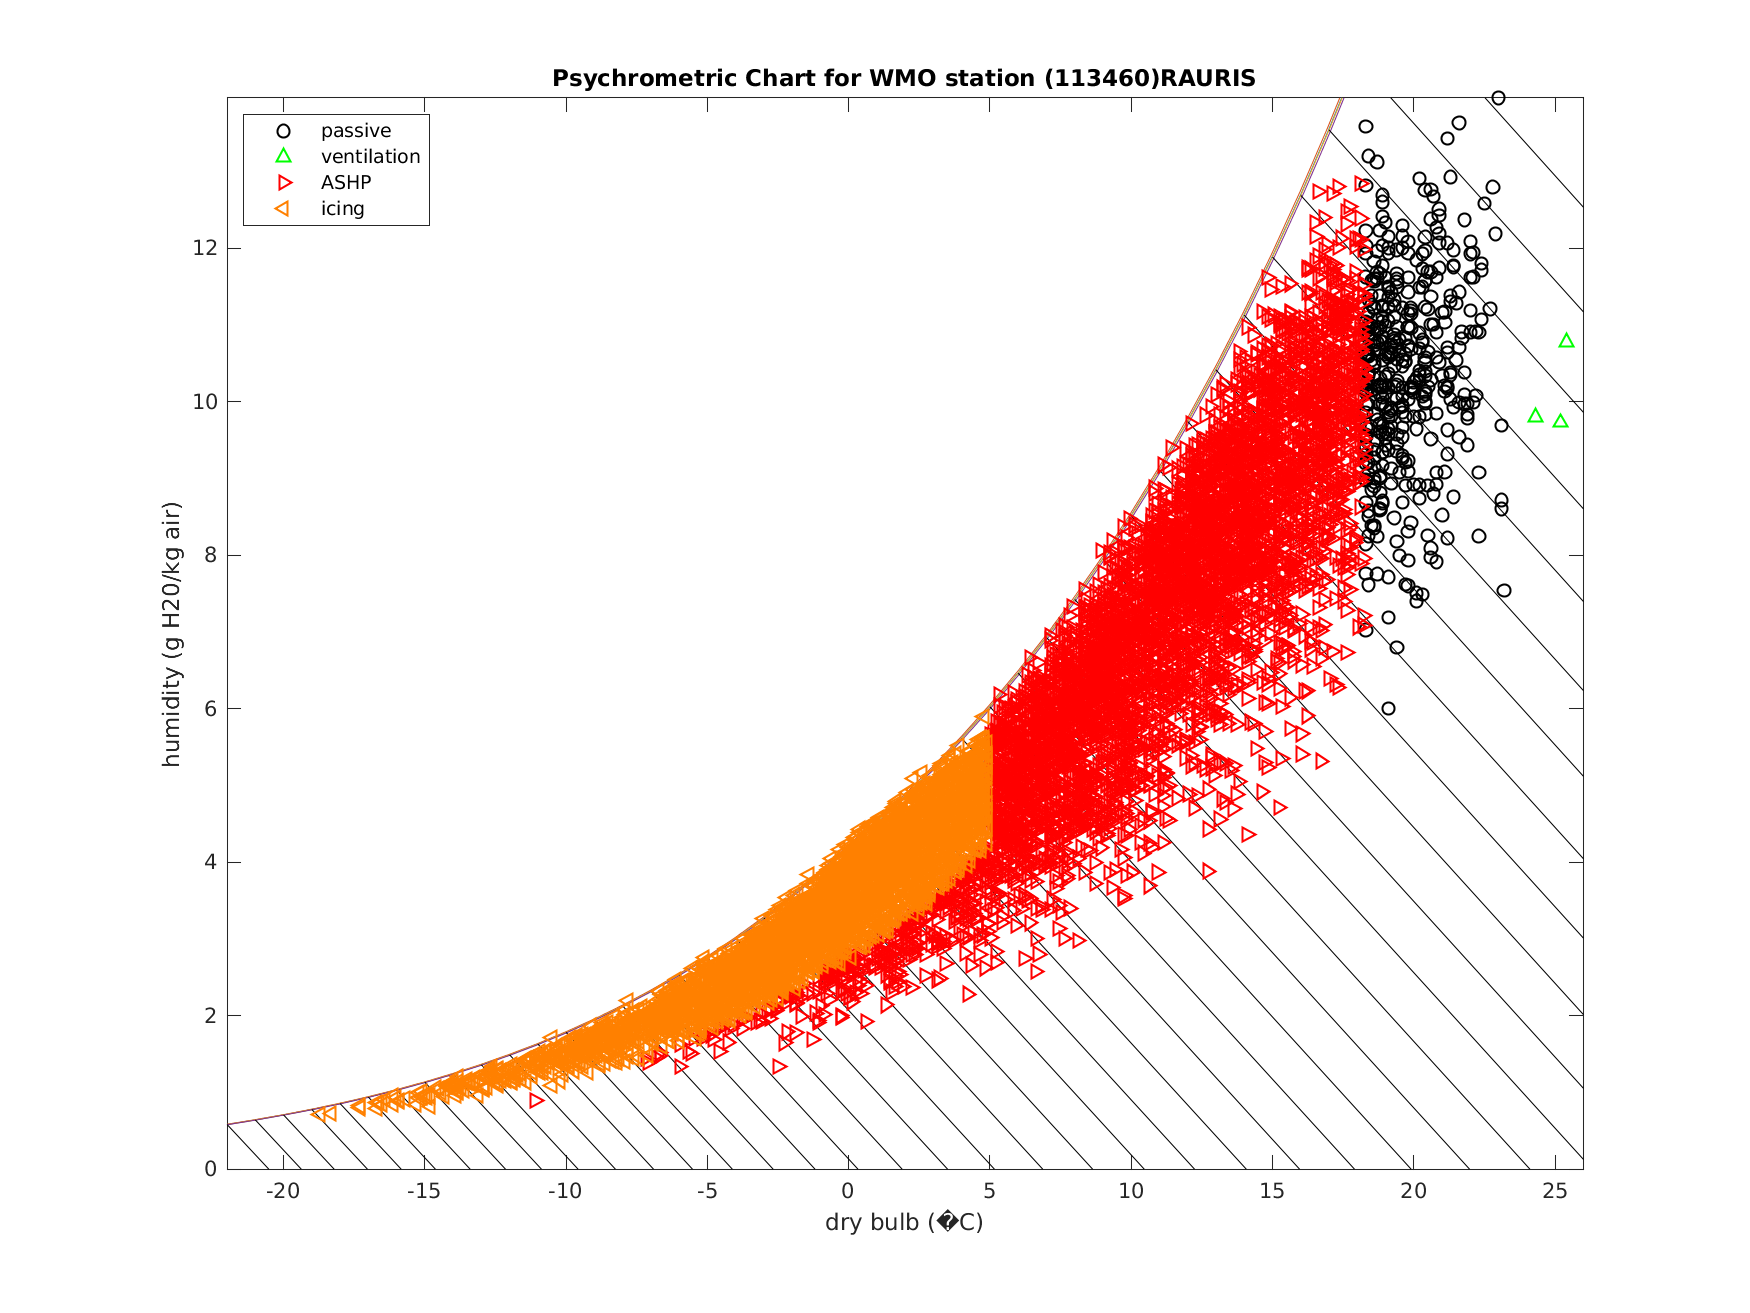 Psychrometric Chart for WMO station (113460)RAURIS
passive
ventilation
ASHP
icing
humidity (g H20/kg air)
12
10
8
6
4
2
0
-20 -15 -10 -5 0 5 10 15 20 25
dry bulb (�C)